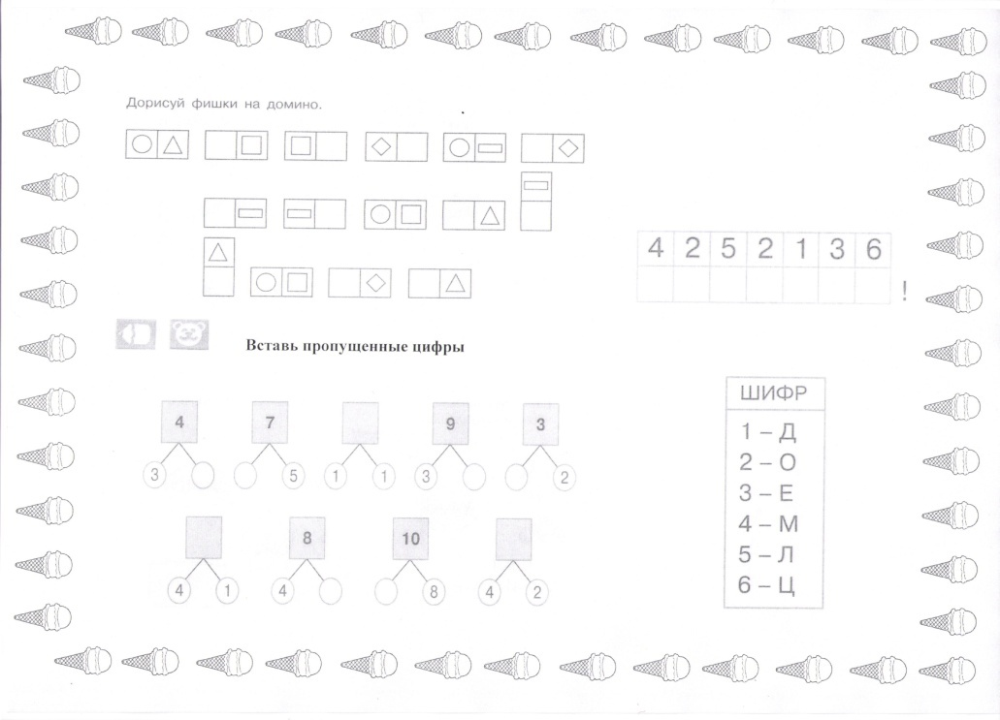 Дорисуй фишки на домино.
4 2 5 2 1 3 6
!
Вставь пропущенные цифры
4 7 9 3
3 5 1 1 3 2
8 10
4 1 4 8 4 2
ШИФР
1 – Д
2 – О
3 – Е
4 – М
5 – Л
6 – Ц